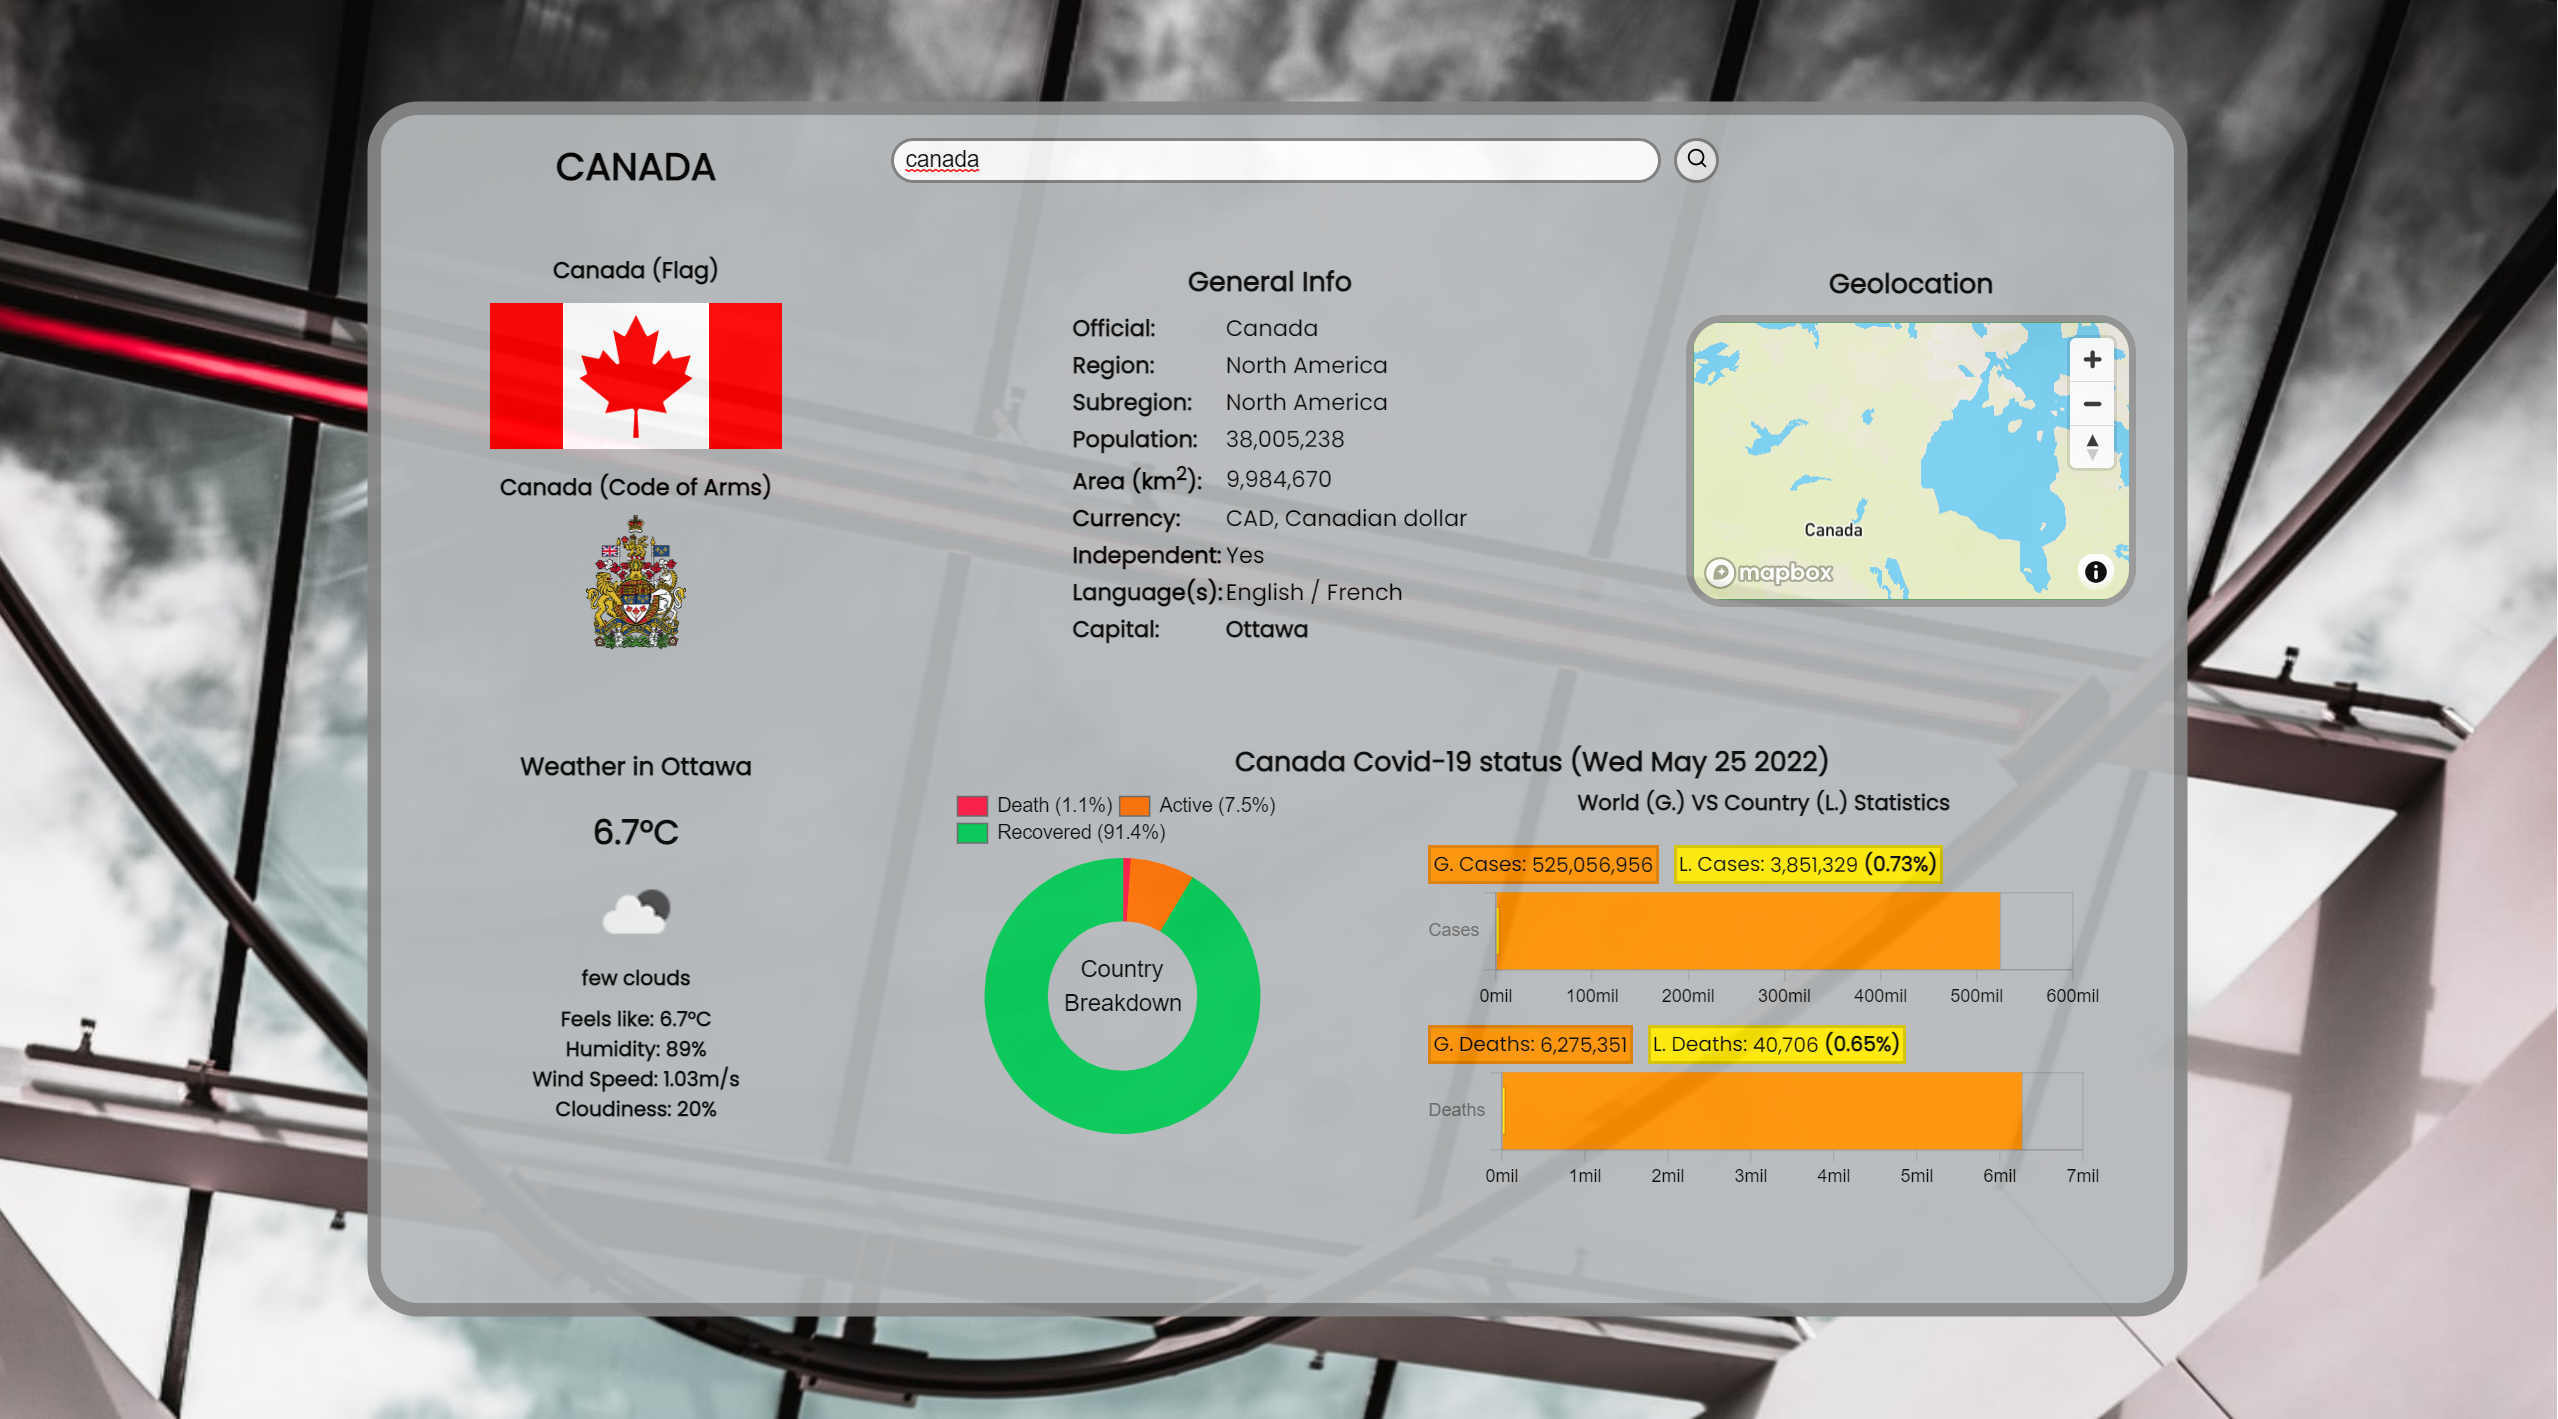 CANADA
canada
Canada (Flag)
Canada (Code of Arms)
General Info
Official: Canada
Region: North America
Subregion: North America
Population: 38,005,238
Area (km²): 9,984,670
Currency: CAD, Canadian dollar
Independent: Yes
Language(s): English / French
Capital: Ottawa
Geolocation
Canada
mapbox
Weather in Ottawa
6.7°C
few clouds
Feels like: 6.7°C
Humidity: 89%
Wind Speed: 1.03m/s
Cloudiness: 20%
Canada Covid-19 status (Wed May 25 2022)
Death (1.1%) Active (7.5%)
Recovered (91.4%)
Country
Breakdown
World (G.) VS Country (L.) Statistics
G. Cases: 525,056,956 L. Cases: 3,851,329 (0.73%)
Cases
0mil 100mil 200mil 300mil 400mil 500mil 600mil
G. Deaths: 6,275,351 L. Deaths: 40,706 (0.65%)
Deaths
0mil 1mil 2mil 3mil 4mil 5mil 6mil 7mil